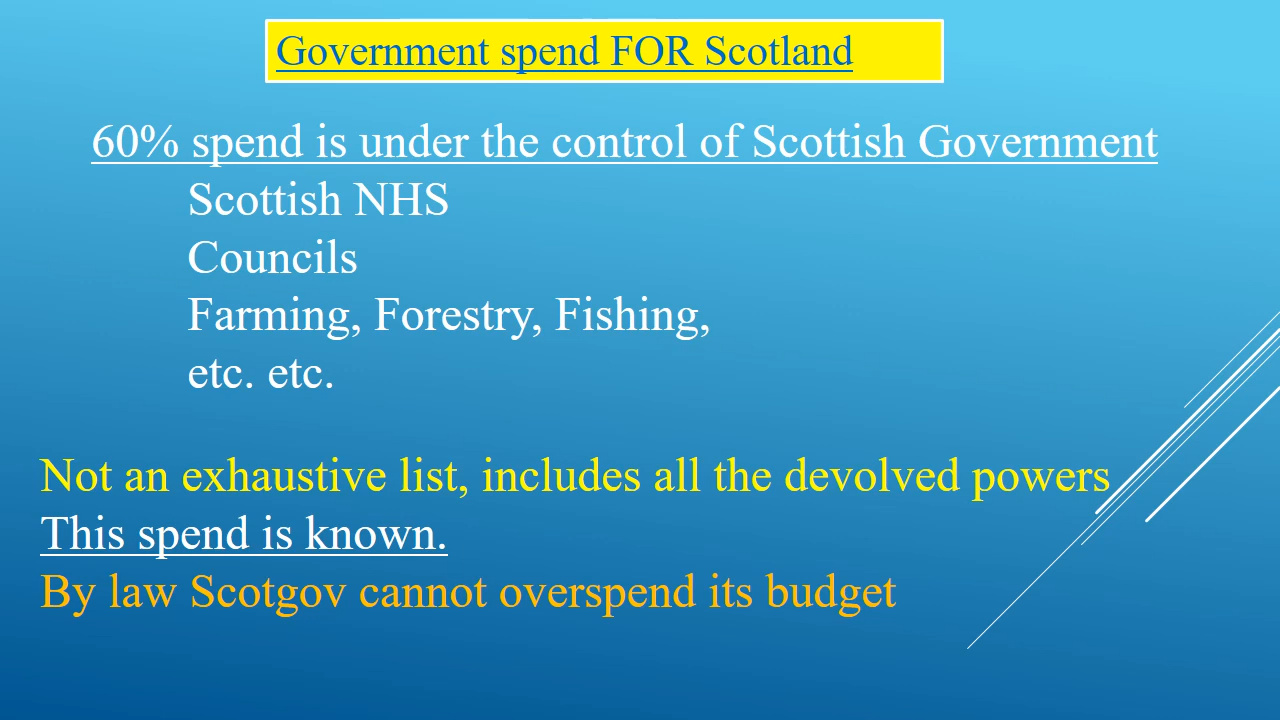 Government spend FOR Scotland
60% spend is under the control of Scottish Government
Scottish NHS
Councils
Farming, Forestry, Fishing,
etc. etc.
Not an exhaustive list, includes all the devolved powers
This spend is known.
By law Scotgov cannot overspend its budget